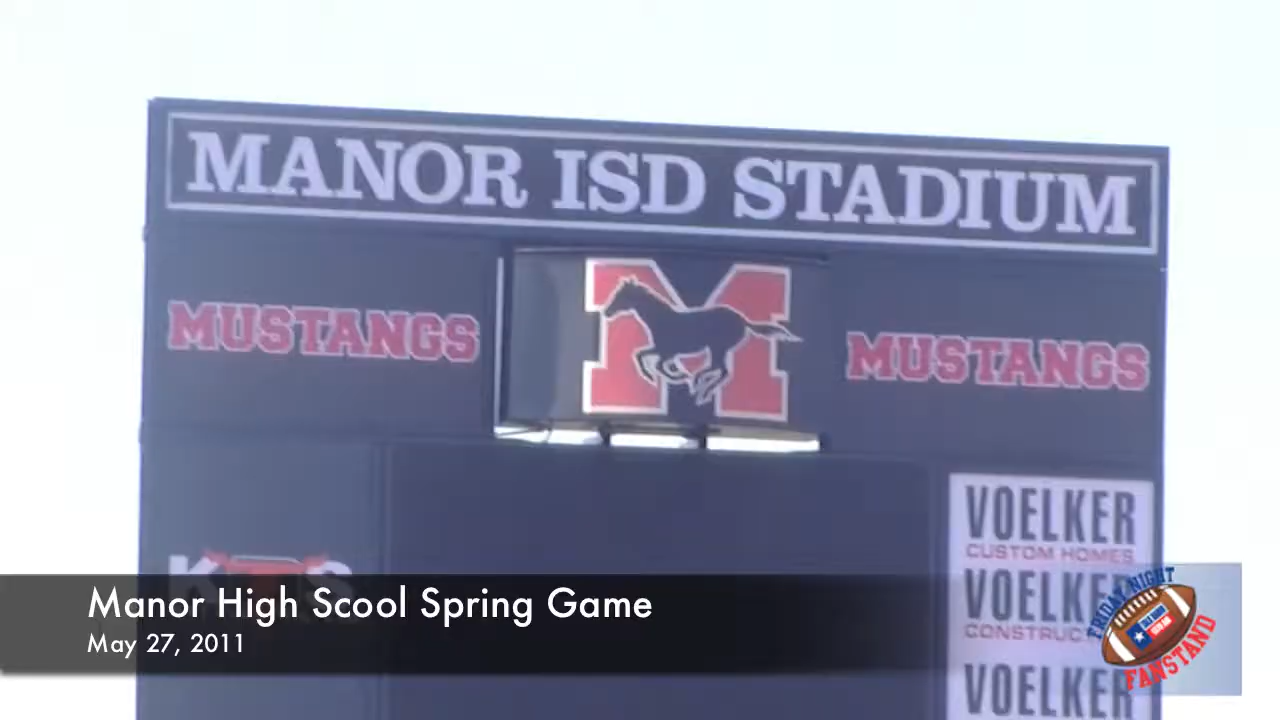 MANOR ISD STADIUM
MUSTANGS
M
MUSTANGS
VOELKER
CUSTOM HOMES
VOELKER
Manor High Scool Spring Game
May 27, 2011
FRIDAY NIGHT
FANSTAND
VOELKER